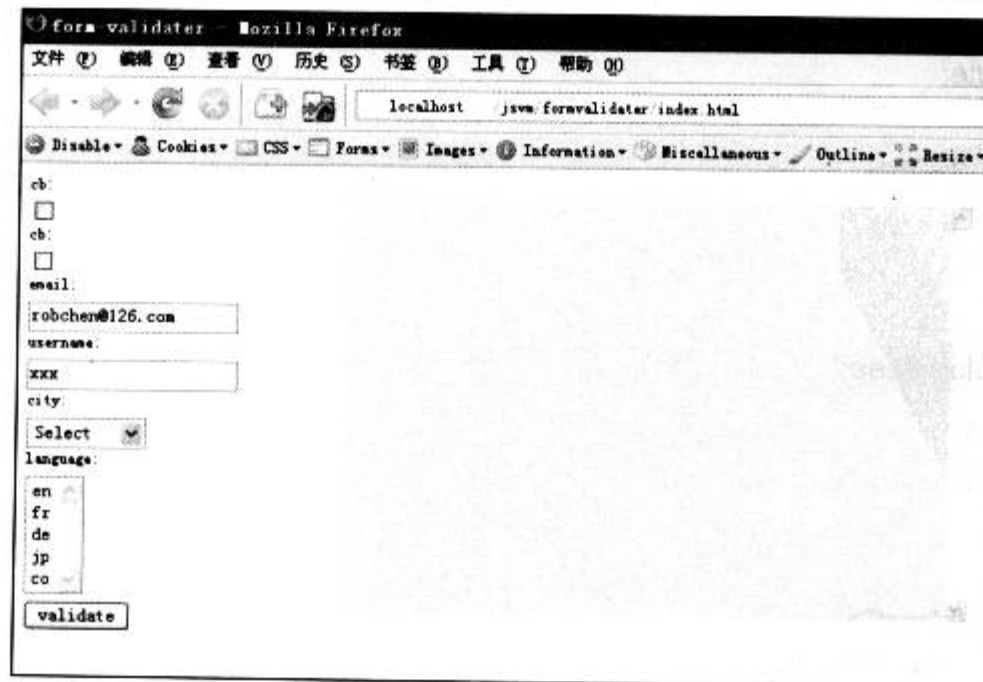 form validater - Mozilla Firefox
文件 (F) 编辑 (E) 查看 (V) 历史 (S) 书签 (B) 工具 (T) 帮助 (H)
localhost /jsvm/formvalidater/index.html
Disable Cookies CSS Forms Images Information Miscellaneous Outline Resize
cb:
cb:
email:
robchen@126.com
username:
xxx
city:
Select
language:
en
fr
de
jp
co
validate